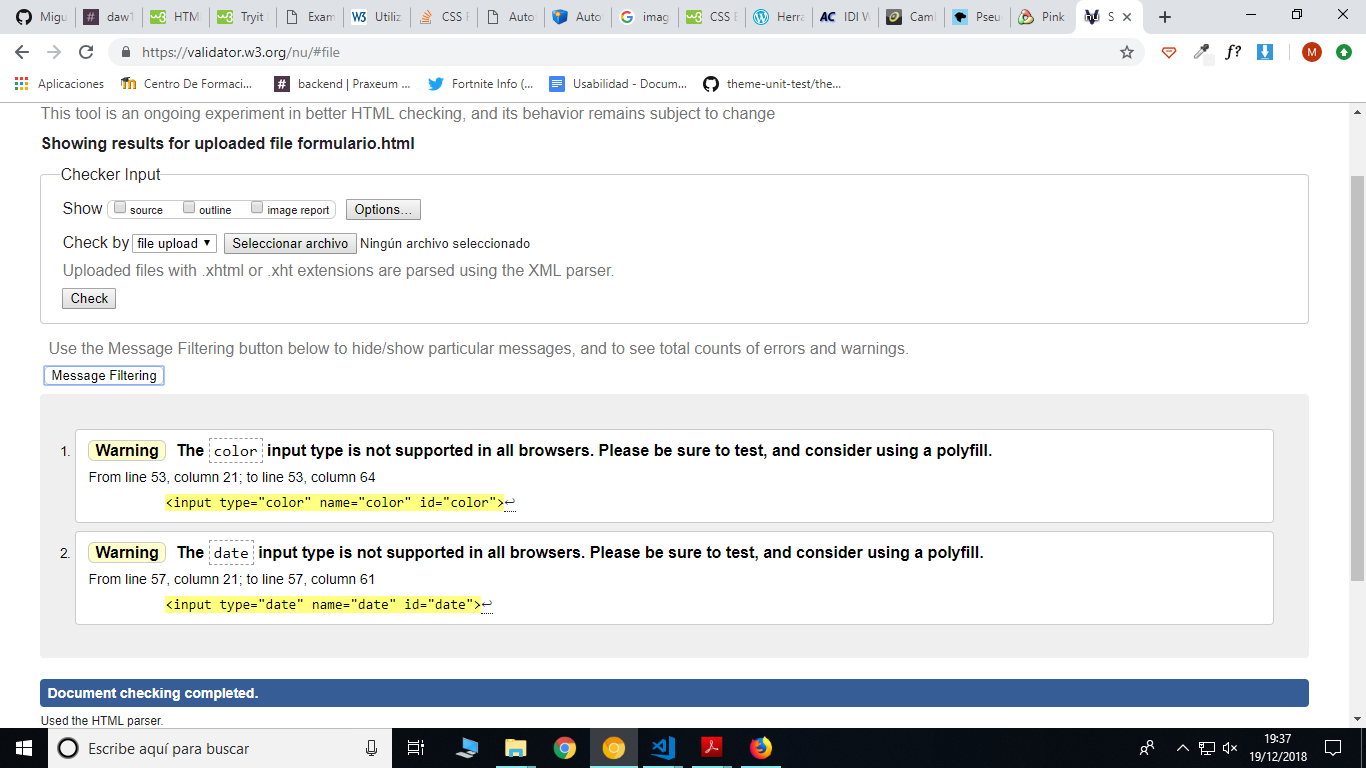 Migu daw1 HTM Tryit Exam Utiliz CSS F Auto Auto imag CSS E Herra IDI W Caml Pseu Pink S
https://validator.w3.org/nu/#file
f? M
Aplicaciones Centro De Formaci... backend | Praxeum ... Fortnite Info (... Usabilidad - Docum... theme-unit-test/the...
This tool is an ongoing experiment in better HTML checking, and its behavior remains subject to change
Showing results for uploaded file formulario.html
Checker Input
Show source outline image report Options...
Check by file upload Seleccionar archivo Ningún archivo seleccionado
Uploaded files with .xhtml or .xht extensions are parsed using the XML parser.
Check
Use the Message Filtering button below to hide/show particular messages, and to see total counts of errors and warnings.
Message Filtering
1. Warning The color input type is not supported in all browsers. Please be sure to test, and consider using a polyfill.
From line 53, column 21; to line 53, column 64
<input type="color" name="color" id="color">↩
2. Warning The date input type is not supported in all browsers. Please be sure to test, and consider using a polyfill.
From line 57, column 21; to line 57, column 61
<input type="date" name="date" id="date">↩
Document checking completed.
Used the HTML parser.
Escribe aquí para buscar
19:37
19/12/2018